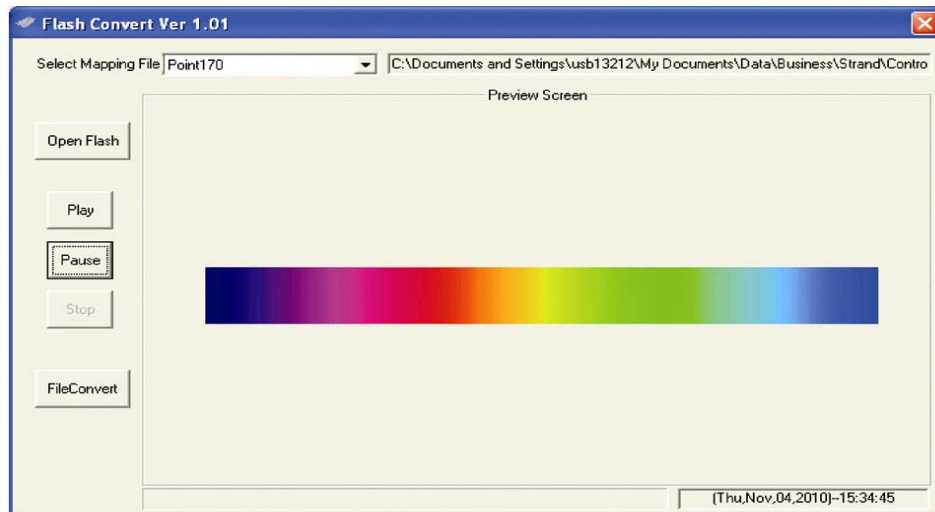 Flash Convert Ver 1.01
Select Mapping File Point170 C:\Documents and Settings\usb13212\My Documents\Data\Business\Strand\Contro
Preview Screen
Open Flash
Play
Pause
Stop
FileConvert
(Thu,Nov,04,2010)--15:34:45